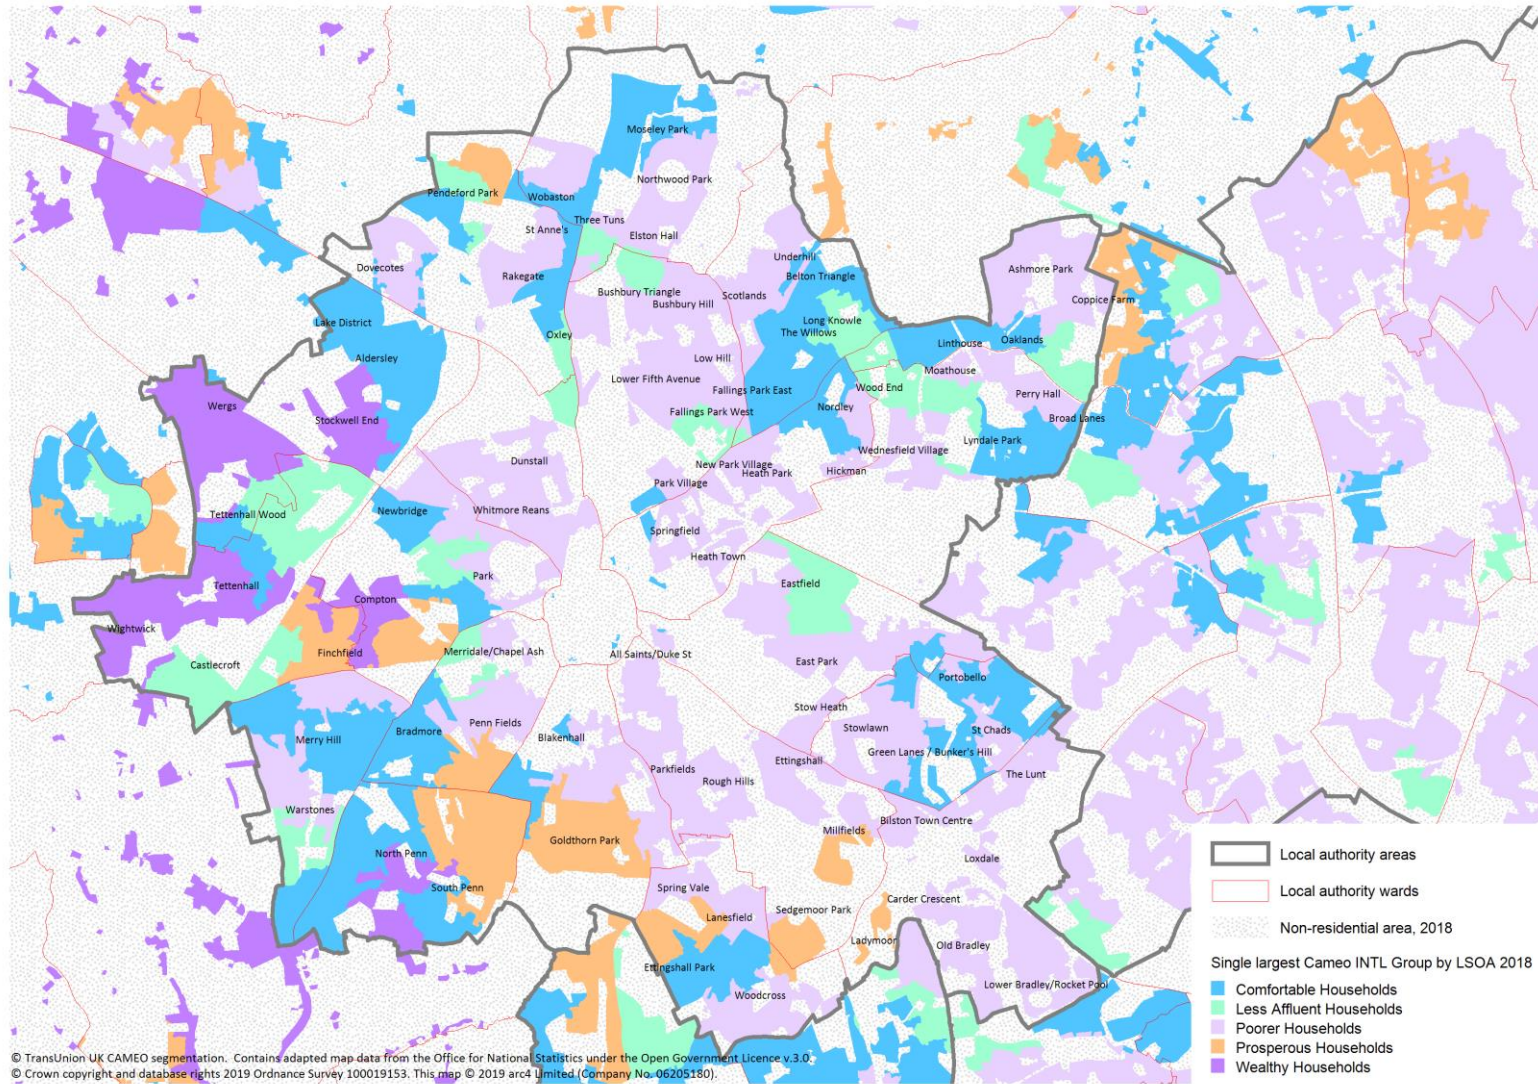 Moseley Park
Northwood Park
Pendeford Park
Wobaston
Three Tuns
St Anne's
Elston Hall
Underhill
Dovecotes
Rakegate
Belton Triangle
Ashmore Park
Bushbury Triangle
Scotlands
Bushbury Hill
Coppice Farm
Lake District
Long Knowle
The Willows
Oxley
Linthouse
Oaklands
Aldersley
Low Hill
Moathouse
Lower Fifth Avenue
Fallings Park East
Wood End
Perry Hall
Wergs
Nordley
Stockwell End
Fallings Park West
Broad Lanes
Lyndale Park
Wednesfield Village
Dunstall
New Park Village
Heath Park
Hickman
Park Village
Tettenhall Wood
Newbridge
Whitmore Reans
Springfield
Heath Town
Park
Eastfield
Tettenhall
Compton
Wightwick
Finchfield
Merridale/Chapel Ash
All Saints/Duke St
Castlecroft
East Park
Portobello
Stow Heath
Penn Fields
Stowlawn
St Chads
Merry Hill
Bradmore
Blakenhall
Green Lanes / Bunker's Hill
Ettingshall
Parkfields
The Lunt
Rough Hills
Warstones
Bilston Town Centre
Millfields
Goldthorn Park
North Penn
Loxdale
South Penn
Spring Vale
Carder Crescent
Sedgemoor Park
Lanesfield
Ladymoor
Old Bradley
Ettingshall Park
Lower Bradley/Rocket Pool
Woodcross
Local authority areas
Local authority wards
Non-residential area, 2018
Single largest Cameo INTL Group by LSOA 2018
Comfortable Households
Less Affluent Households
Poorer Households
Prosperous Households
Wealthy Households
© TransUnion UK CAMEO segmentation. Contains adapted map data from the Office for National Statistics under the Open Government Licence v.3.0.
© Crown copyright and database rights 2019 Ordnance Survey 100019153. This map © 2019 arc4 Limited (Company No. 06205180).